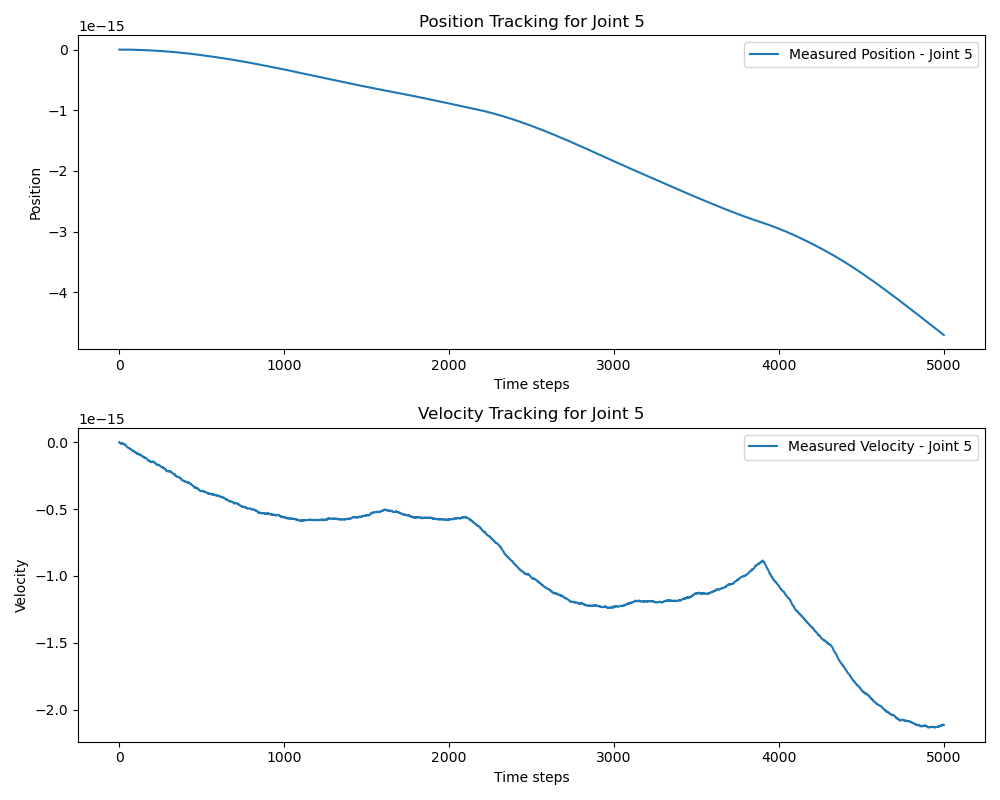 Position Tracking for Joint 5
1e−15
Measured Position - Joint 5
0
−1
−2
−3
−4
Position
0 1000 2000 3000 4000 5000
Time steps
Velocity Tracking for Joint 5
1e−15
Measured Velocity - Joint 5
0.0
−0.5
−1.0
−1.5
−2.0
Velocity
0 1000 2000 3000 4000 5000
Time steps